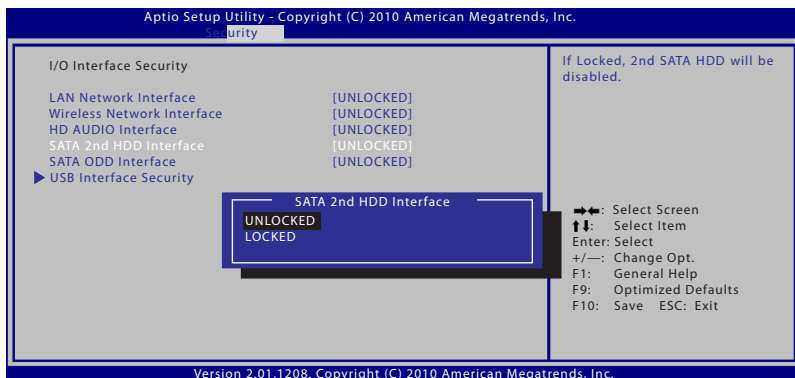 Aptio Setup Utility - Copyright (C) 2010 American Megatrends, Inc.
Security
I/O Interface Security
LAN Network Interface [UNLOCKED]
Wireless Network Interface [UNLOCKED]
HD AUDIO Interface [UNLOCKED]
SATA 2nd HDD Interface [UNLOCKED]
SATA ODD Interface [UNLOCKED]
USB Interface Security
SATA 2nd HDD Interface
UNLOCKED
LOCKED
If Locked, 2nd SATA HDD will be
disabled.
→←: Select Screen
↑↓: Select Item
Enter: Select
+/—: Change Opt.
F1: General Help
F9: Optimized Defaults
F10: Save ESC: Exit
Version 2.01.1208. Copyright (C) 2010 American Megatrends, Inc.